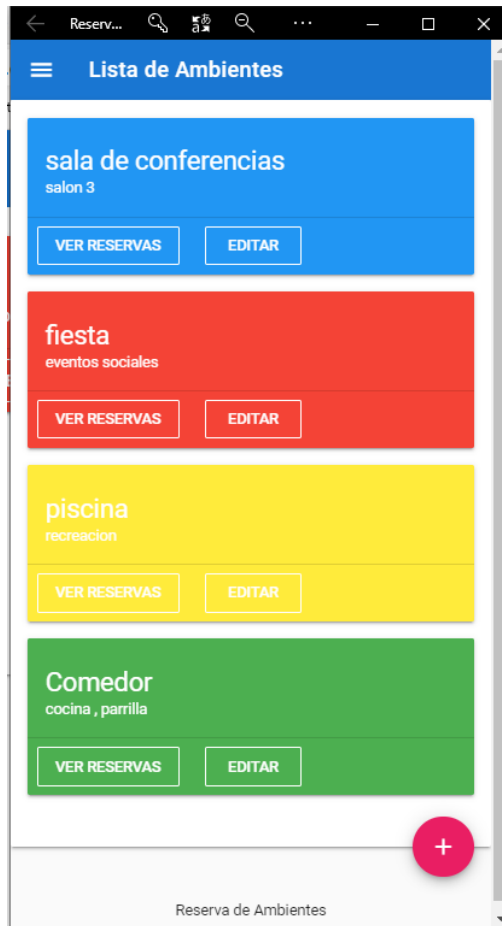 Reserv...
Lista de Ambientes
sala de conferencias
salon 3
VER RESERVAS EDITAR
fiesta
eventos sociales
VER RESERVAS EDITAR
piscina
recreacion
VER RESERVAS EDITAR
Comedor
cocina , parrilla
VER RESERVAS EDITAR
+
Reserva de Ambientes